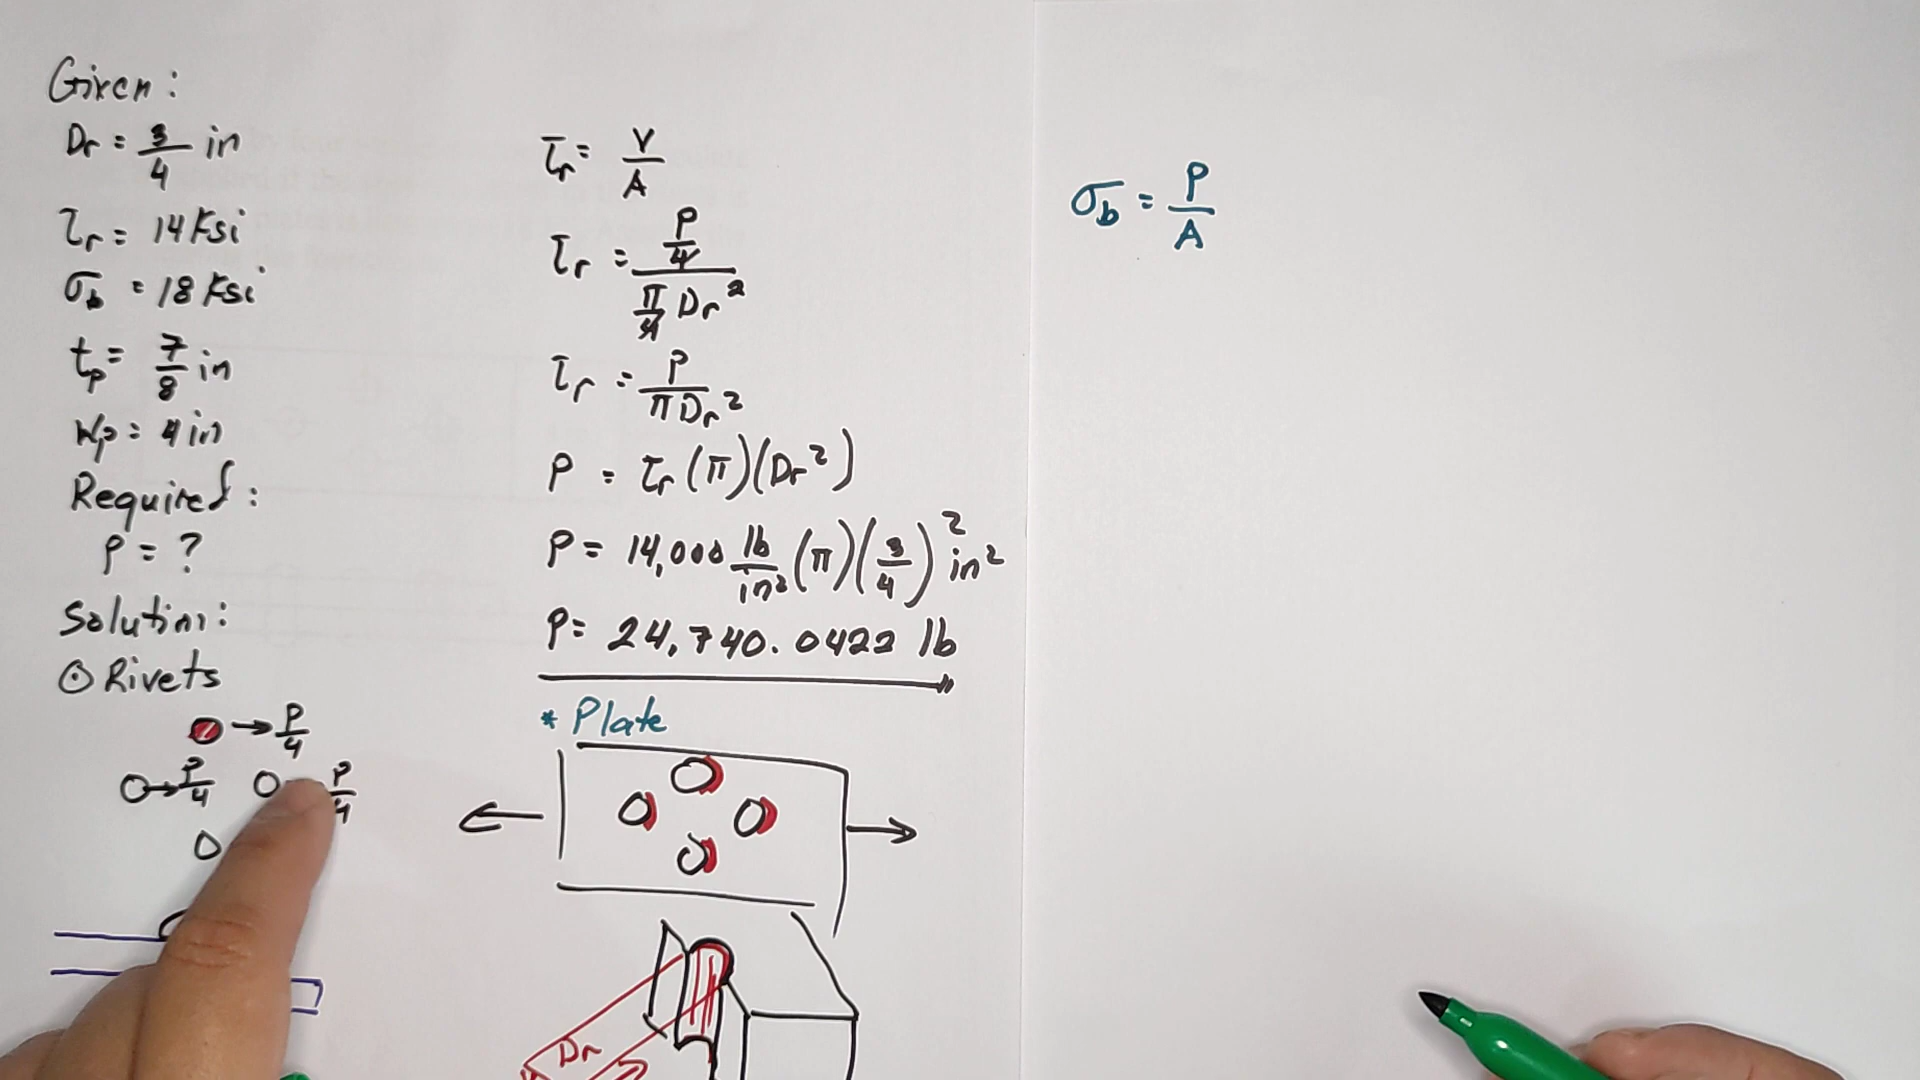 Given:
Dr = 3/4 in
τr = 14 Ksi
σb = 18 Ksi
tp = 7/8 in
Wp = 4 in
Required:
P = ?
Solution:
⊙ Rivets
→ P/4
→ P/4
P/4
τr = V/A
τr = (P/4)/(π/4 Dr²)
τr = P/(π Dr²)
P = τr (π)(Dr²)
P = 14,000 lb/in² (π)(3/4)² in²
P = 24,740.0422 lb
* Plate
Dr
σb = P/A